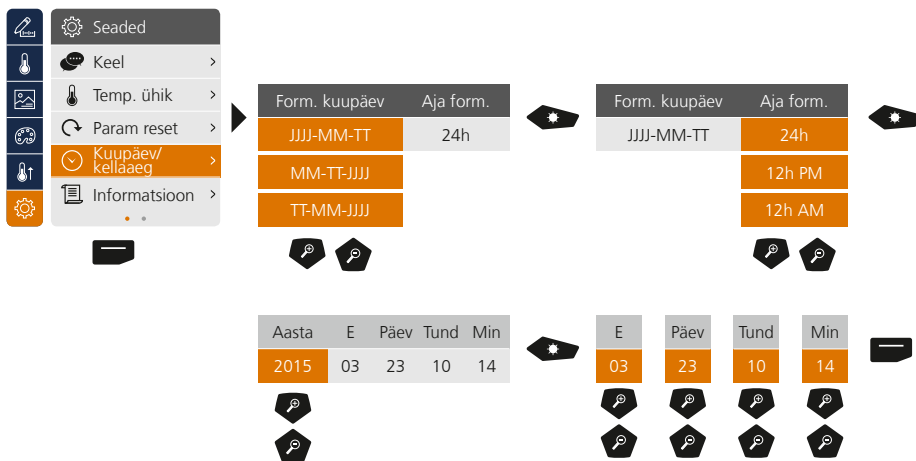 Seaded
Keel
Temp. ühik
Param reset
Kuupäev/
kellaaeg
Informatsioon
Form. kuupäev Aja form.
JJJJ-MM-TT 24h
MM-TT-JJJJ
TT-MM-JJJJ
Form. kuupäev Aja form.
JJJJ-MM-TT 24h
12h PM
12h AM
Aasta E Päev Tund Min
2015 03 23 10 14
E Päev Tund Min
03 23 10 14